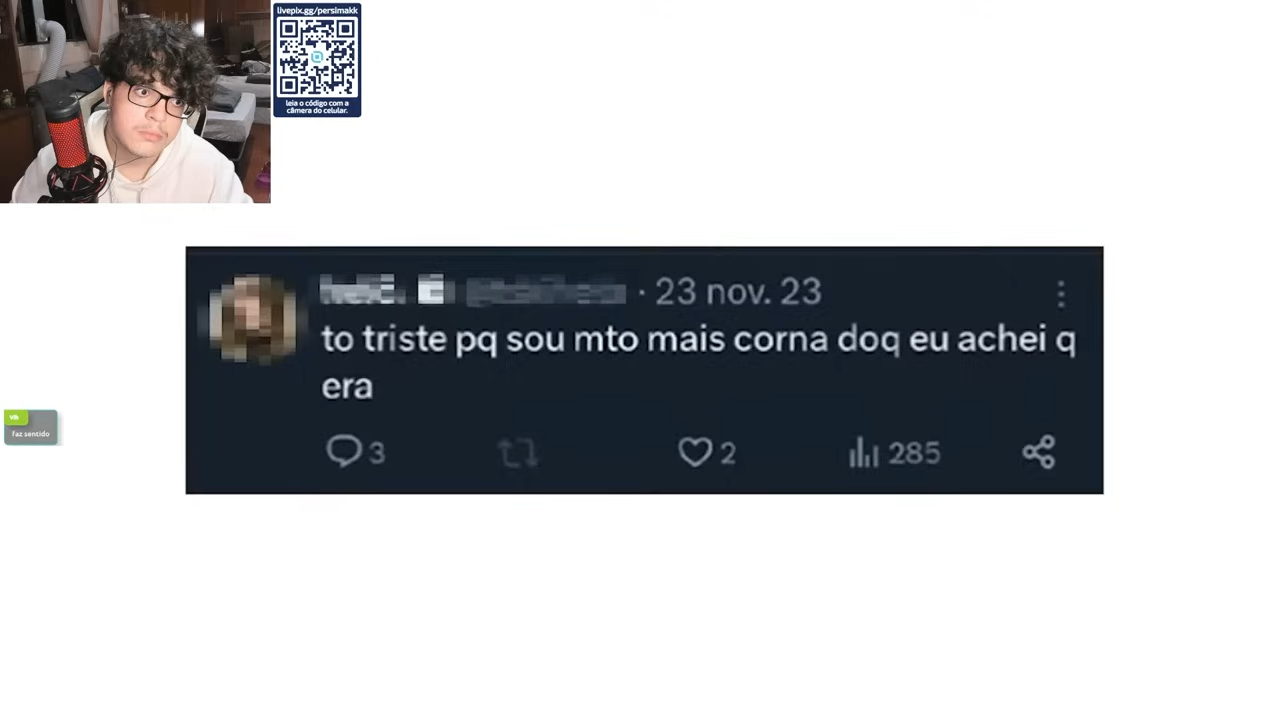 livepix.gg/persimakk
leia o código com a
câmera do celular.
· 23 nov. 23
to triste pq sou mto mais corna doq eu achei q
era
3
2
285
faz sentido